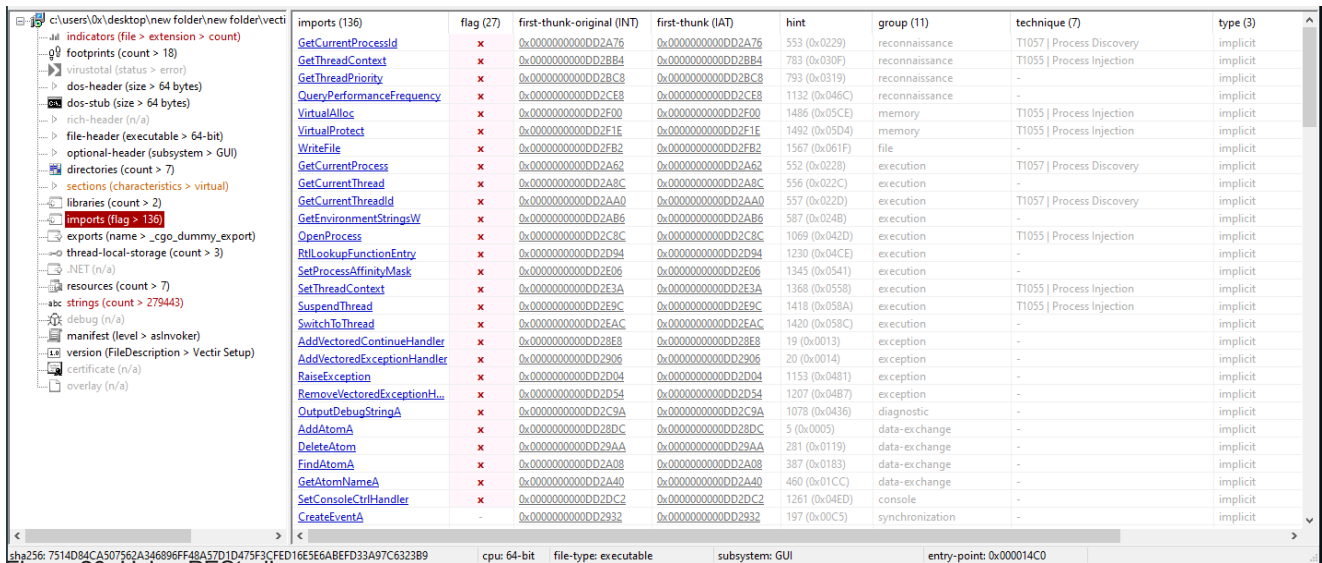 c:\users\0x\desktop\new folder\new folder\vecti
indicators (file > extension > count)
footprints (count > 18)
virustotal (status > error)
dos-header (size > 64 bytes)
dos-stub (size > 64 bytes)
rich-header (n/a)
file-header (executable > 64-bit)
optional-header (subsystem > GUI)
directories (count > 7)
sections (characteristics > virtual)
libraries (count > 2)
imports (flag > 136)
exports (name > _cgo_dummy_export)
thread-local-storage (count > 3)
.NET (n/a)
resources (count > 7)
abc strings (count > 279443)
debug (n/a)
manifest (level > asInvoker)
1.0 version (FileDescription > Vectir Setup)
certificate (n/a)
overlay (n/a)
imports (136) flag (27) first-thunk-original (INT) first-thunk (IAT) hint group (11) technique (7) type (3)
GetCurrentProcessId x 0x0000000000DD2A76 0x0000000000DD2A76 553 (0x0229) reconnaissance T1057 | Process Discovery implicit
GetThreadContext x 0x0000000000DD2BB4 0x0000000000DD2BB4 783 (0x030F) reconnaissance T1055 | Process Injection implicit
GetThreadPriority x 0x0000000000DD2BC8 0x0000000000DD2BC8 793 (0x0319) reconnaissance - implicit
QueryPerformanceFrequency x 0x0000000000DD2CE8 0x0000000000DD2CE8 1132 (0x046C) reconnaissance - implicit
VirtualAlloc x 0x0000000000DD2F00 0x0000000000DD2F00 1486 (0x05CE) memory T1055 | Process Injection implicit
VirtualProtect x 0x0000000000DD2F1E 0x0000000000DD2F1E 1492 (0x05D4) memory T1055 | Process Injection implicit
WriteFile x 0x0000000000DD2FB2 0x0000000000DD2FB2 1567 (0x061F) file - implicit
GetCurrentProcess x 0x0000000000DD2A62 0x0000000000DD2A62 552 (0x0228) execution T1057 | Process Discovery implicit
GetCurrentThread x 0x0000000000DD2A8C 0x0000000000DD2A8C 556 (0x022C) execution - implicit
GetCurrentThreadId x 0x0000000000DD2AA0 0x0000000000DD2AA0 557 (0x022D) execution T1057 | Process Discovery implicit
GetEnvironmentStringsW x 0x0000000000DD2AB6 0x0000000000DD2AB6 587 (0x024B) execution - implicit
OpenProcess x 0x0000000000DD2C8C 0x0000000000DD2C8C 1069 (0x042D) execution T1055 | Process Injection implicit
RtlLookupFunctionEntry x 0x0000000000DD2D94 0x0000000000DD2D94 1230 (0x04CE) execution - implicit
SetProcessAffinityMask x 0x0000000000DD2E06 0x0000000000DD2E06 1345 (0x0541) execution - implicit
SetThreadContext x 0x0000000000DD2E3A 0x0000000000DD2E3A 1368 (0x0558) execution T1055 | Process Injection implicit
SuspendThread x 0x0000000000DD2E9C 0x0000000000DD2E9C 1418 (0x058A) execution T1055 | Process Injection implicit
SwitchToThread x 0x0000000000DD2EAC 0x0000000000DD2EAC 1420 (0x058C) execution - implicit
AddVectoredContinueHandler x 0x0000000000DD28E8 0x0000000000DD28E8 19 (0x0013) exception - implicit
AddVectoredExceptionHandler x 0x0000000000DD2906 0x0000000000DD2906 20 (0x0014) exception - implicit
RaiseException x 0x0000000000DD2D04 0x0000000000DD2D04 1153 (0x0481) exception - implicit
RemoveVectoredExceptionH... x 0x0000000000DD2D54 0x0000000000DD2D54 1207 (0x04B7) exception - implicit
OutputDebugStringA x 0x0000000000DD2C9A 0x0000000000DD2C9A 1078 (0x0436) diagnostic - implicit
AddAtomA x 0x0000000000DD28DC 0x0000000000DD28DC 5 (0x0005) data-exchange - implicit
DeleteAtom x 0x0000000000DD29AA 0x0000000000DD29AA 281 (0x0119) data-exchange - implicit
FindAtomA x 0x0000000000DD2A08 0x0000000000DD2A08 387 (0x0183) data-exchange - implicit
GetAtomNameA x 0x0000000000DD2A40 0x0000000000DD2A40 460 (0x01CC) data-exchange - implicit
SetConsoleCtrlHandler x 0x0000000000DD2DC2 0x0000000000DD2DC2 1261 (0x04ED) console - implicit
CreateEventA - 0x0000000000DD2932 0x0000000000DD2932 197 (0x00C5) synchronization - implicit
sha256: 7514D84CA507562A346896FF48A57D1D475F3CFED16E5E6ABEFD33A97C6323B9 cpu: 64-bit file-type: executable subsystem: GUI entry-point: 0x000014C0